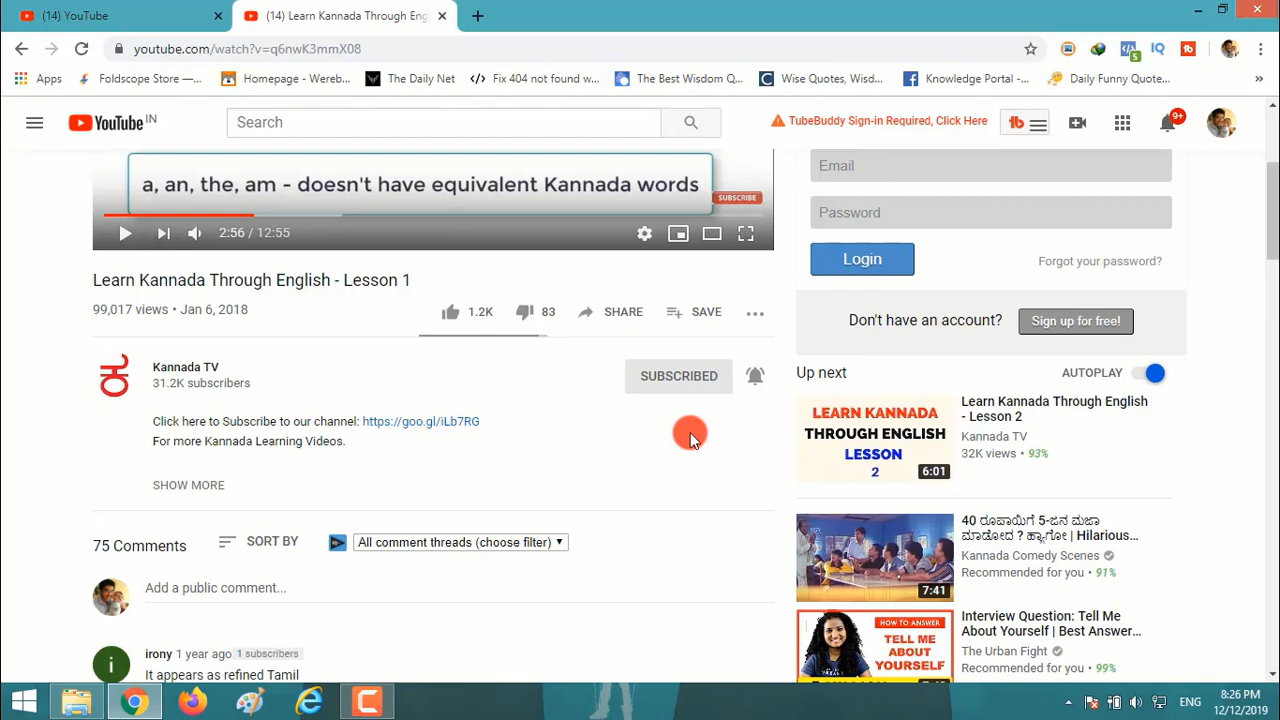 (14) YouTube
(14) Learn Kannada Through Eng
youtube.com/watch?v=q6nwK3mmX08
5
IQ
tb
Apps
Foldscope Store —...
Homepage - Wereb...
The Daily Net
Fix 404 not found w...
The Best Wisdom Q...
Wise Quotes, Wisd...
Knowledge Portal -...
Daily Funny Quote...
»
YouTube IN
Search
TubeBuddy Sign-in Required, Click Here
tb
9+
a, an, the, am - doesn't have equivalent Kannada words
SUBSCRIBE
2:56 / 12:55
Email
Password
Login
Forgot your password?
Don't have an account?
Sign up for free!
Learn Kannada Through English - Lesson 1
99,017 views • Jan 6, 2018
1.2K
83
SHARE
SAVE
Kannada TV
31.2K subscribers
SUBSCRIBED
Click here to Subscribe to our channel: https://goo.gl/iLb7RG
For more Kannada Learning Videos.
SHOW MORE
75 Comments
SORT BY
All comment threads (choose filter)
Add a public comment...
i
irony 1 year ago 1 subscribers
It appears as refined Tamil
Up next
AUTOPLAY
LEARN KANNADA
THROUGH ENGLISH
LESSON
2
6:01
Learn Kannada Through English
- Lesson 2
Kannada TV
32K views • 93%
7:41
40 ರೂಪಾಯಿಗೆ 5-ಜನ ಮಜಾ
ಮಾಡೋದ ? ಹ್ಯಾಗೋ | Hilarious...
Kannada Comedy Scenes
Recommended for you • 91%
HOW TO ANSWER
TELL ME
ABOUT
YOURSELF
Interview Question: Tell Me
About Yourself | Best Answer...
The Urban Fight
Recommended for you • 99%
ENG
8:26 PM
12/12/2019